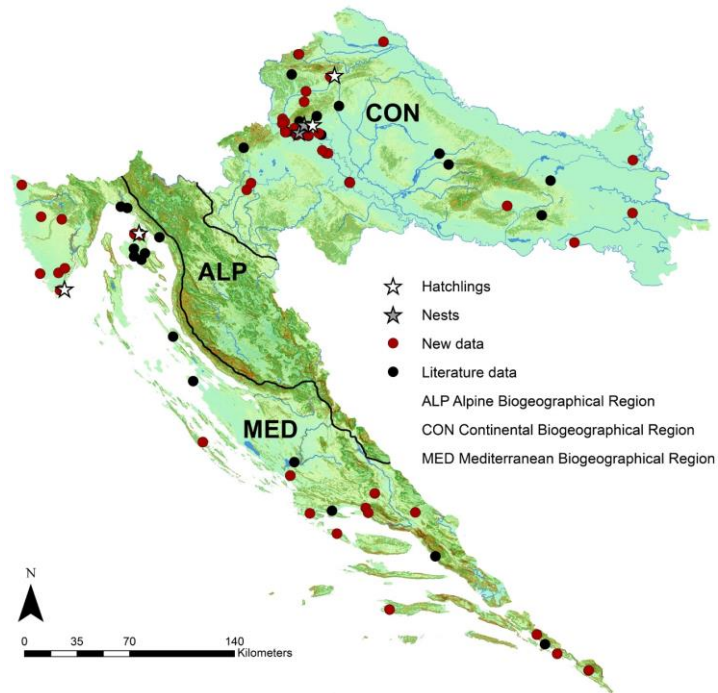 CON
ALP
MED
Hatchlings
Nests
New data
Literature data
ALP Alpine Biogeographical Region
CON Continental Biogeographical Region
MED Mediterranean Biogeographical Region
N
0 35 70 140
Kilometers